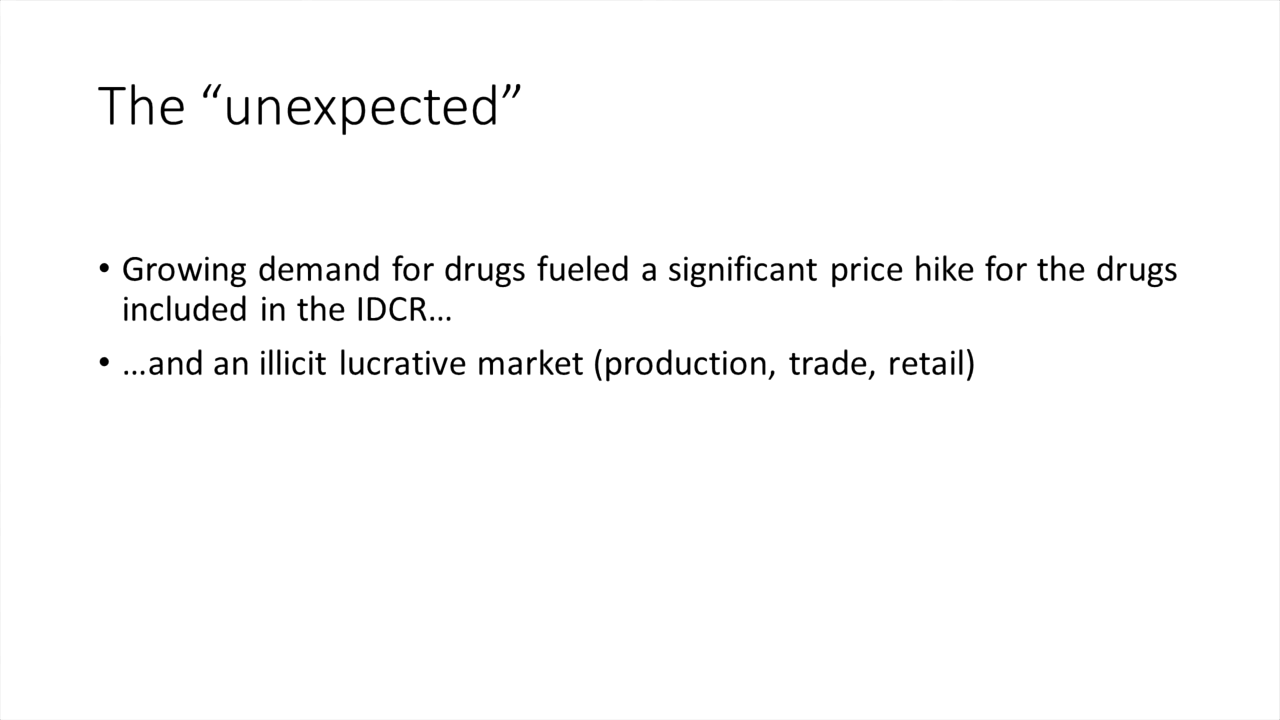 The “unexpected”
• Growing demand for drugs fueled a significant price hike for the drugs
included in the IDCR…
• …and an illicit lucrative market (production, trade, retail)